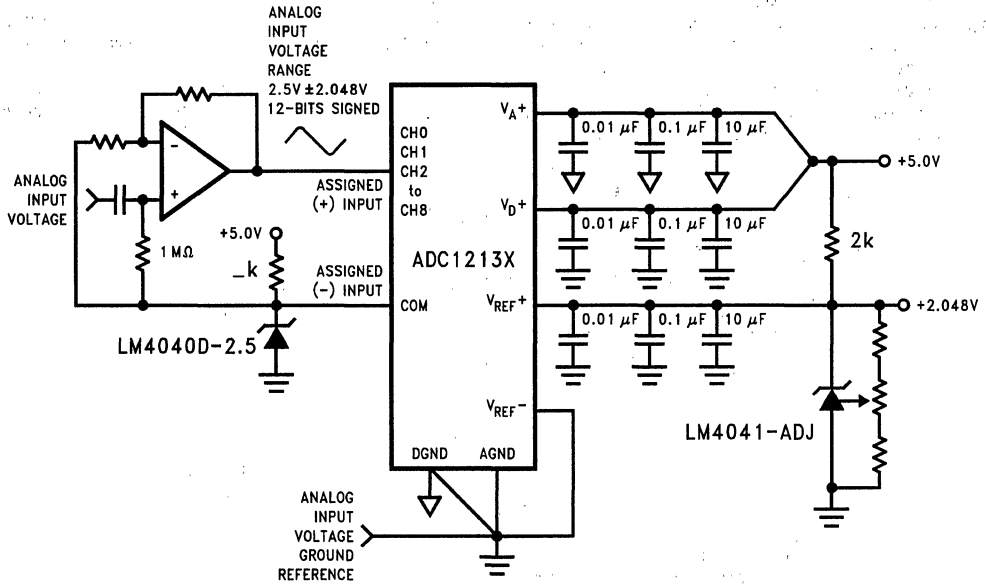 ANALOG
INPUT
VOLTAGE
RANGE
2.5V ±2.048V
12-BITS SIGNED
ANALOG
INPUT
VOLTAGE
−
+
1 MΩ
+5.0V
_k
LM4040D-2.5
ASSIGNED
(+) INPUT
ASSIGNED
(−) INPUT
CH0
CH1
CH2
to
CH8
COM
ADC1213X
VA+
VD+
VREF+
VREF−
DGND
AGND
0.01 μF
0.1 μF
10 μF
0.01 μF
0.1 μF
10 μF
0.01 μF
0.1 μF
10 μF
+5.0V
2k
+2.048V
LM4041-ADJ
ANALOG
INPUT
VOLTAGE
GROUND
REFERENCE